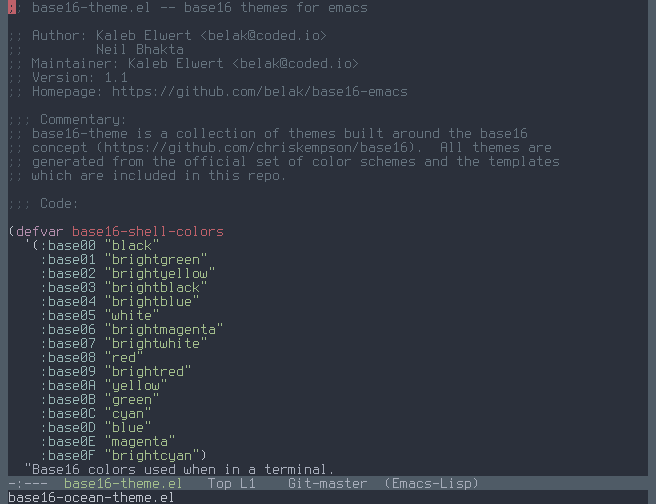 ;; base16-theme.el -- base16 themes for emacs
;; Author: Kaleb Elwert <belak@coded.io>
;;         Neil Bhakta
;; Maintainer: Kaleb Elwert <belak@coded.io>
;; Version: 1.1
;; Homepage: https://github.com/belak/base16-emacs
;;; Commentary:
;; base16-theme is a collection of themes built around the base16
;; concept (https://github.com/chriskempson/base16).  All themes are
;; generated from the official set of color schemes and the templates
;; which are included in this repo.
;;; Code:
(defvar base16-shell-colors
  '(:base00 "black"
    :base01 "brightgreen"
    :base02 "brightyellow"
    :base03 "brightblack"
    :base04 "brightblue"
    :base05 "white"
    :base06 "brightmagenta"
    :base07 "brightwhite"
    :base08 "red"
    :base09 "brightred"
    :base0A "yellow"
    :base0B "green"
    :base0C "cyan"
    :base0D "blue"
    :base0E "magenta"
    :base0F "brightcyan")
  "Base16 colors used when in a terminal.
-:---  base16-theme.el   Top L1    Git-master  (Emacs-Lisp)
base16-ocean-theme.el